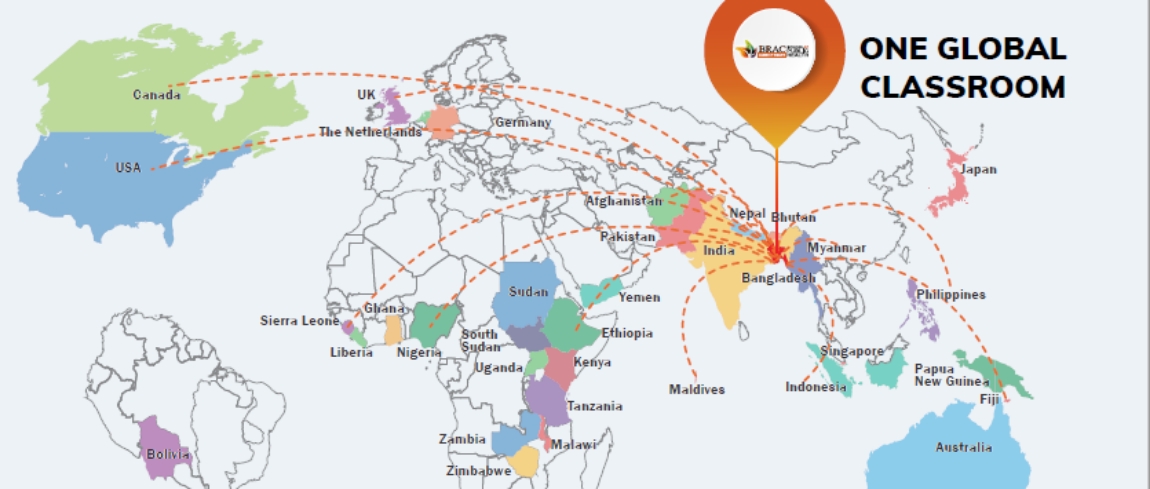 BRAC
ONE GLOBAL
CLASSROOM
Canada
UK
The Netherlands
Germany
USA
Japan
Afghanistan
Nepal
Bhutan
Pakistan
India
Myanmar
Bangladesh
Sudan
Yemen
Philippines
Ghana
Sierra Leone
Liberia
Nigeria
South
Sudan
Ethiopia
Uganda
Kenya
Singapore
Maldives
Indonesia
Papua
New Guinea
Fiji
Tanzania
Zambia
Malawi
Australia
Bolivia
Zimbabwe